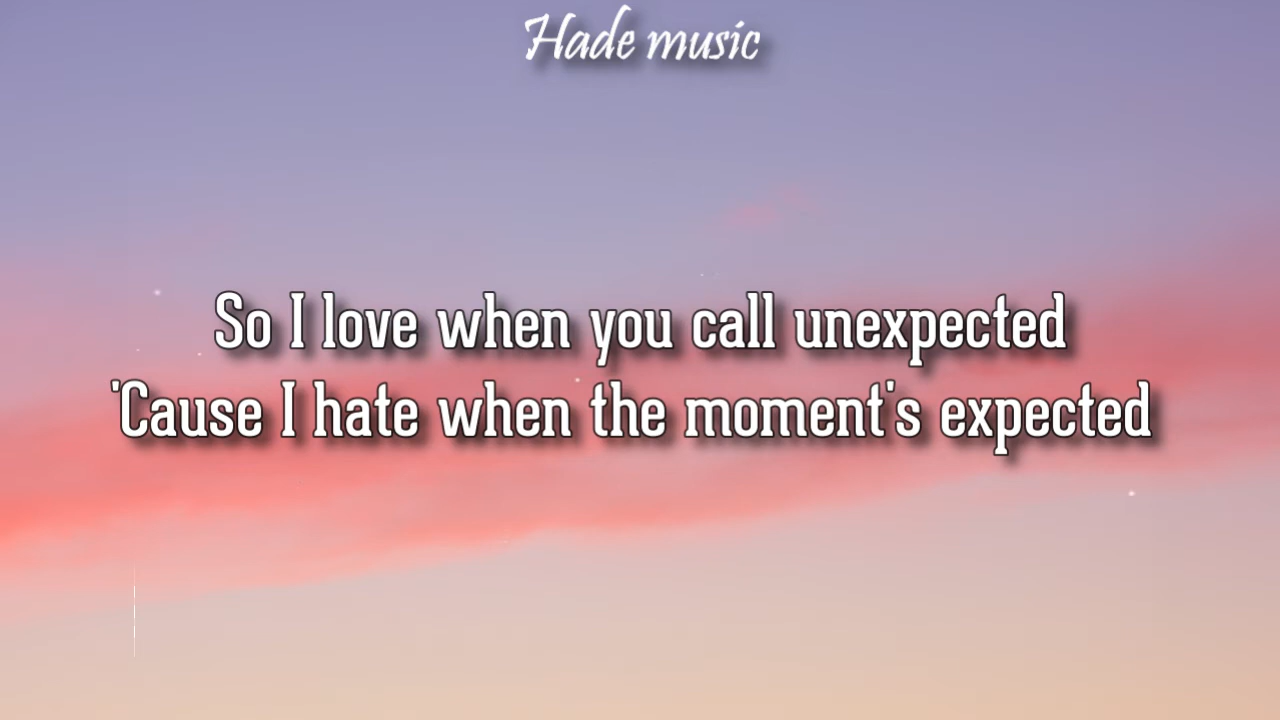 Hade music
So I love when you call unexpected
'Cause I hate when the moment's expected